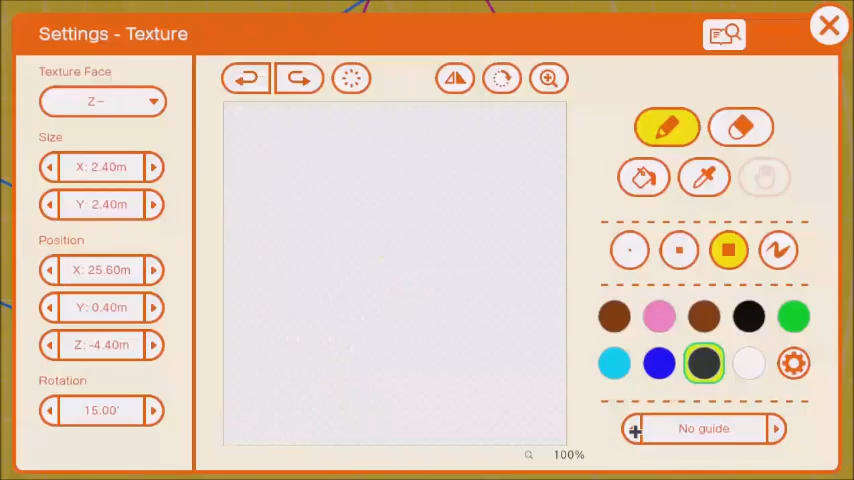 Settings - Texture
Texture Face
Z-
Size
X: 2.40m
Y: 2.40m
Position
X: 25.60m
Y: 0.40m
Z: -4.40m
Rotation
15.00°
100%
No guide